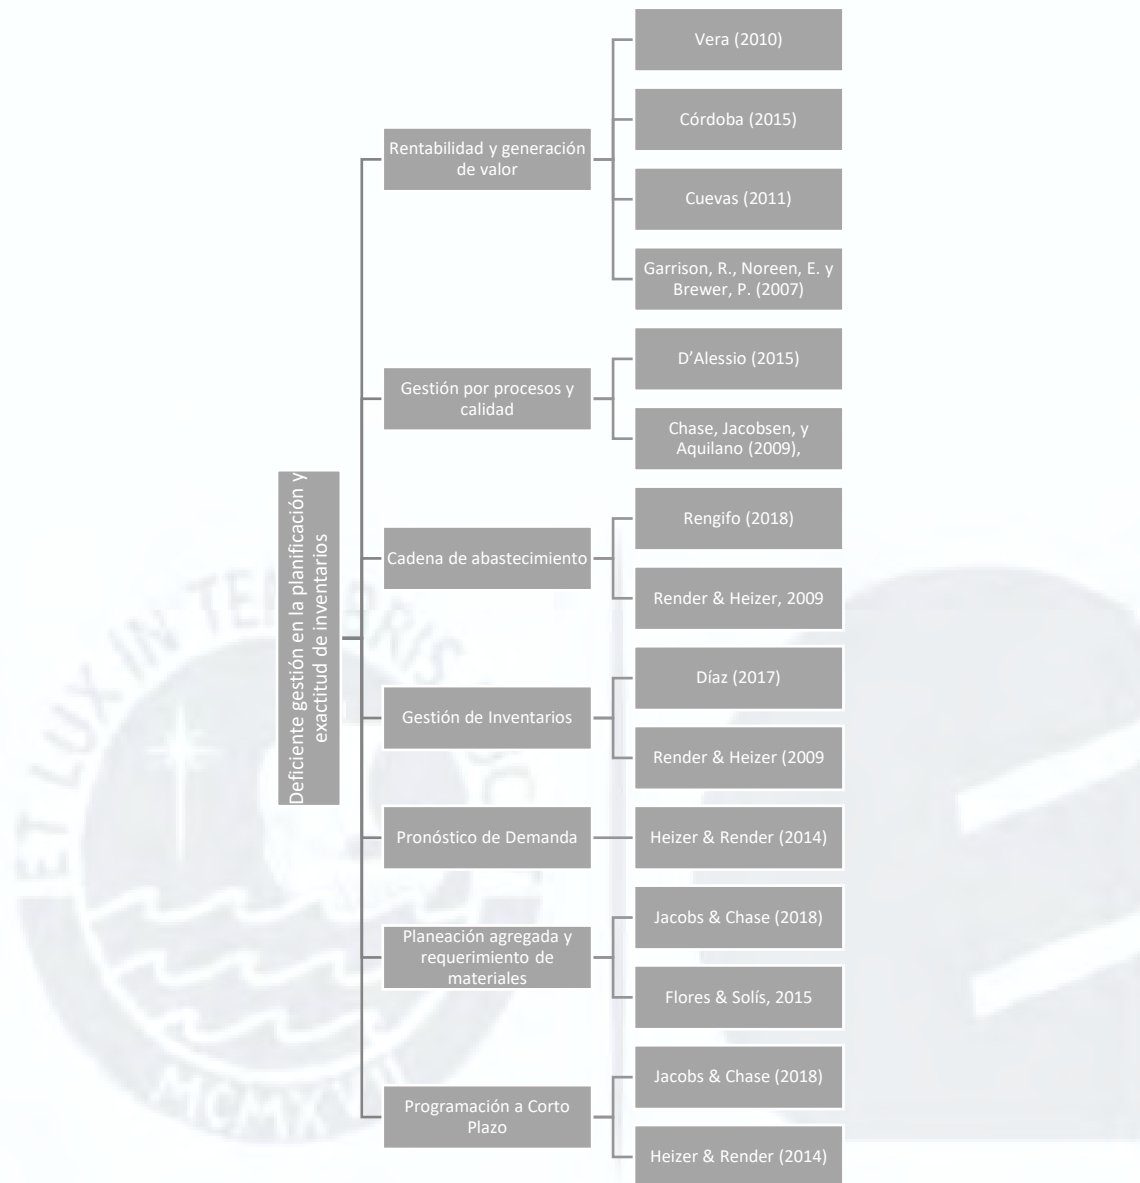 Deficiente gestión en la planificación y
exactitud de inventarios
Rentabilidad y generación
de valor
Vera (2010)
Córdoba (2015)
Cuevas (2011)
Garrison, R., Noreen, E. y
Brewer, P. (2007)
Gestión por procesos y
calidad
D’Alessio (2015)
Chase, Jacobsen, y
Aquilano (2009),
Cadena de abastecimiento
Rengifo (2018)
Render & Heizer, 2009
Gestión de Inventarios
Díaz (2017)
Render & Heizer (2009
Pronóstico de Demanda
Heizer & Render (2014)
Planeación agregada y
requerimiento de
materiales
Jacobs & Chase (2018)
Flores & Solís, 2015
Programación a Corto
Plazo
Jacobs & Chase (2018)
Heizer & Render (2014)
ET LUX IN